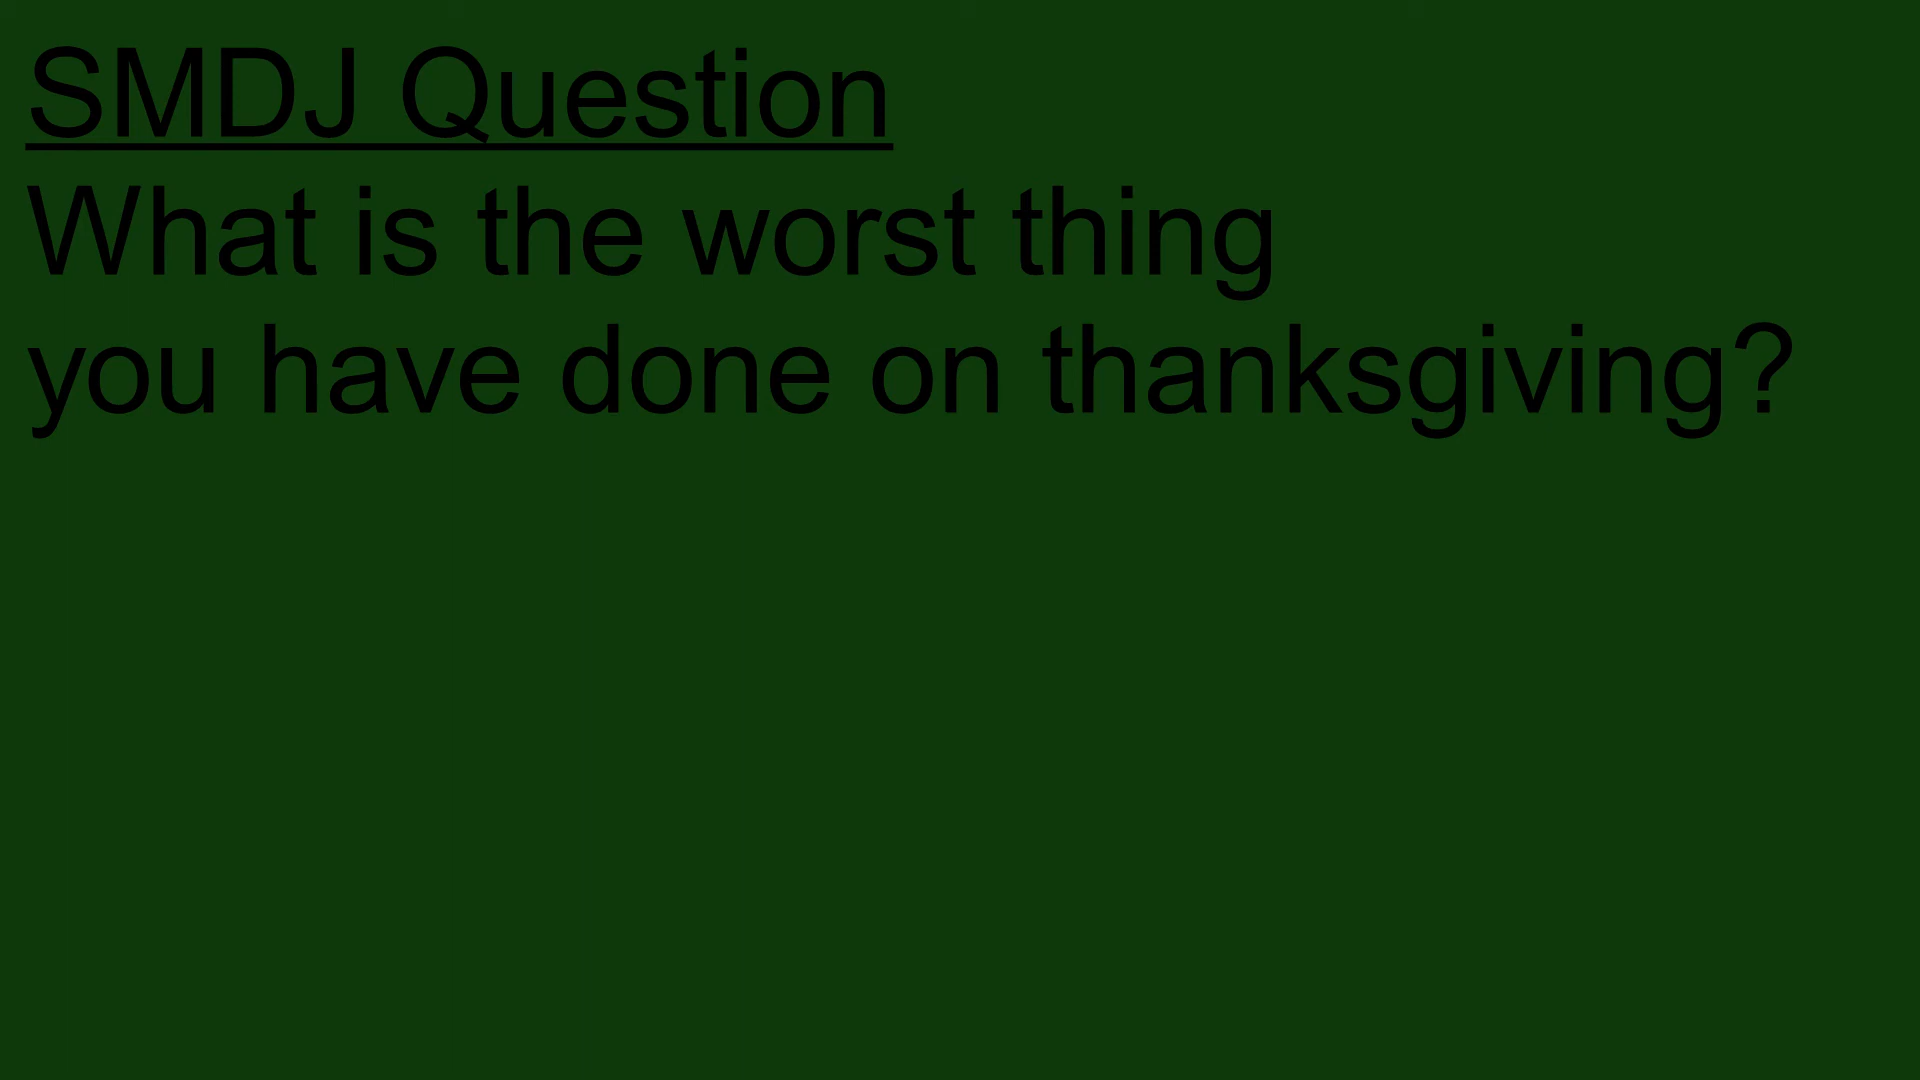 SMDJ Question
What is the worst thing
you have done on thanksgiving?